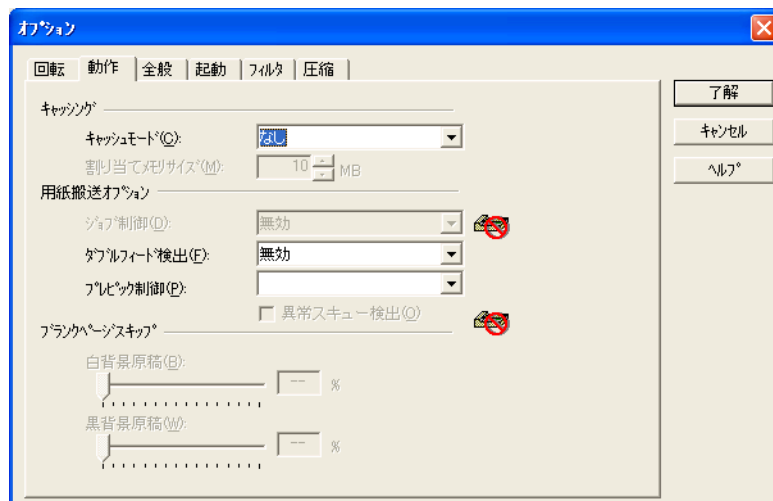 オプション
回転 動作 全般 起動 フィルタ 圧縮
了解
キャンセル
ヘルプ
キャッシング
キャッシュモード(C): なし
割り当てメモリサイズ(M): 10 MB
用紙搬送オプション
ジョブ制御(D): 無効
ダブルフィード検出(F): 無効
プレピック制御(P):
異常スキュー検出(O)
ブランクページスキップ
白背景原稿(B):
-- %
黒背景原稿(W):
-- %